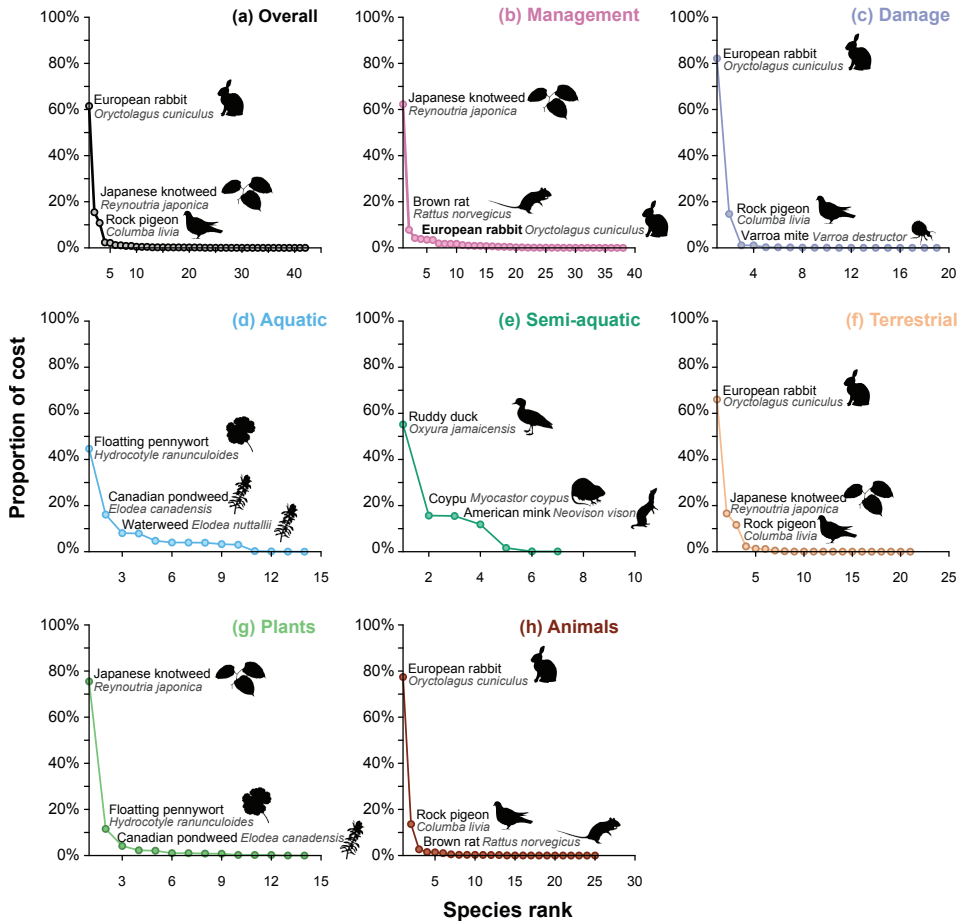 (a) Overall
100%
80%
60%
40%
20%
0%
European rabbit
Oryctolagus cuniculus
Japanese knotweed
Reynoutria japonica
Rock pigeon
Columba livia
5 10 20 30 40
(b) Management
100%
80%
60%
40%
20%
0%
Japanese knotweed
Reynoutria japonica
Brown rat
Rattus norvegicus
European rabbit Oryctolagus cuniculus
5 10 20 30 40
(c) Damage
100%
80%
60%
40%
20%
0%
European rabbit
Oryctolagus cuniculus
Rock pigeon
Columba livia
Varroa mite Varroa destructor
4 8 12 16 20
Proportion of cost
(d) Aquatic
100%
80%
60%
40%
20%
0%
Floatting pennywort
Hydrocotyle ranunculoides
Canadian pondweed
Elodea canadensis
Waterweed Elodea nuttallii
3 6 9 12 15
(e) Semi-aquatic
100%
80%
60%
40%
20%
0%
Ruddy duck
Oxyura jamaicensis
Coypu Myocastor coypus
American mink Neovison vison
2 4 6 8 10
(f) Terrestrial
100%
80%
60%
40%
20%
0%
European rabbit
Oryctolagus cuniculus
Japanese knotweed
Reynoutria japonica
Rock pigeon
Columba livia
5 10 15 20 25
(g) Plants
100%
80%
60%
40%
20%
0%
Japanese knotweed
Reynoutria japonica
Floatting pennywort
Hydrocotyle ranunculoides
Canadian pondweed Elodea canadensis
3 6 9 12 15
(h) Animals
100%
80%
60%
40%
20%
0%
European rabbit
Oryctolagus cuniculus
Rock pigeon
Columba livia
Brown rat Rattus norvegicus
5 10 15 20 25 30
Species rank